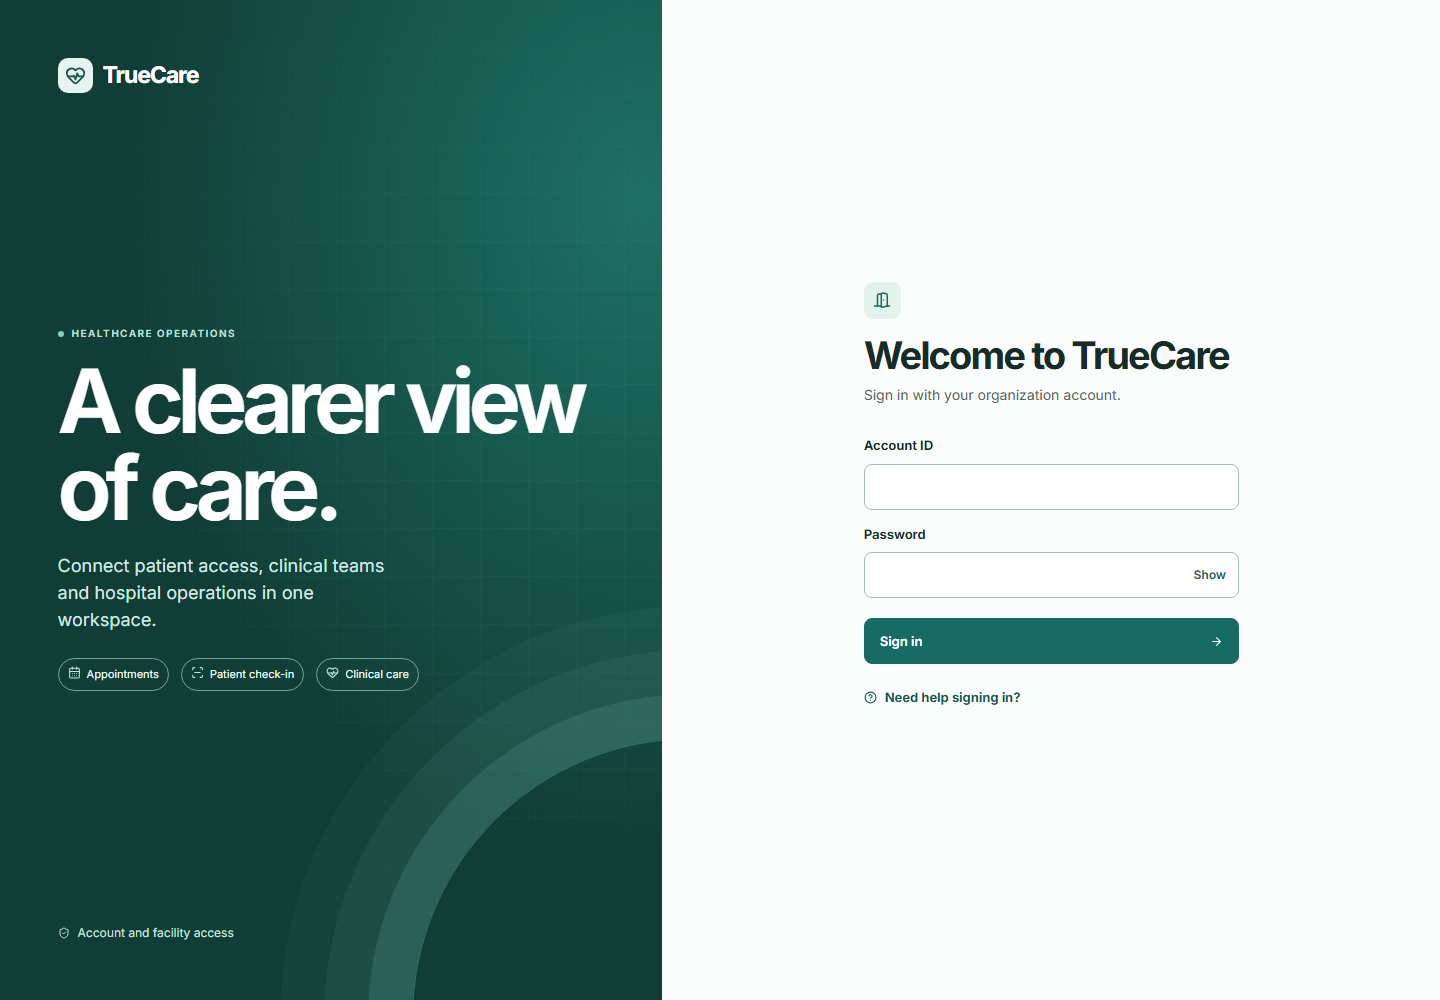 TrueCare
HEALTHCARE OPERATIONS
A clearer view
of care.
Connect patient access, clinical teams
and hospital operations in one
workspace.
Appointments
Patient check-in
Clinical care
Account and facility access
Welcome to TrueCare
Sign in with your organization account.
Account ID
Password
Show
Sign in
Need help signing in?